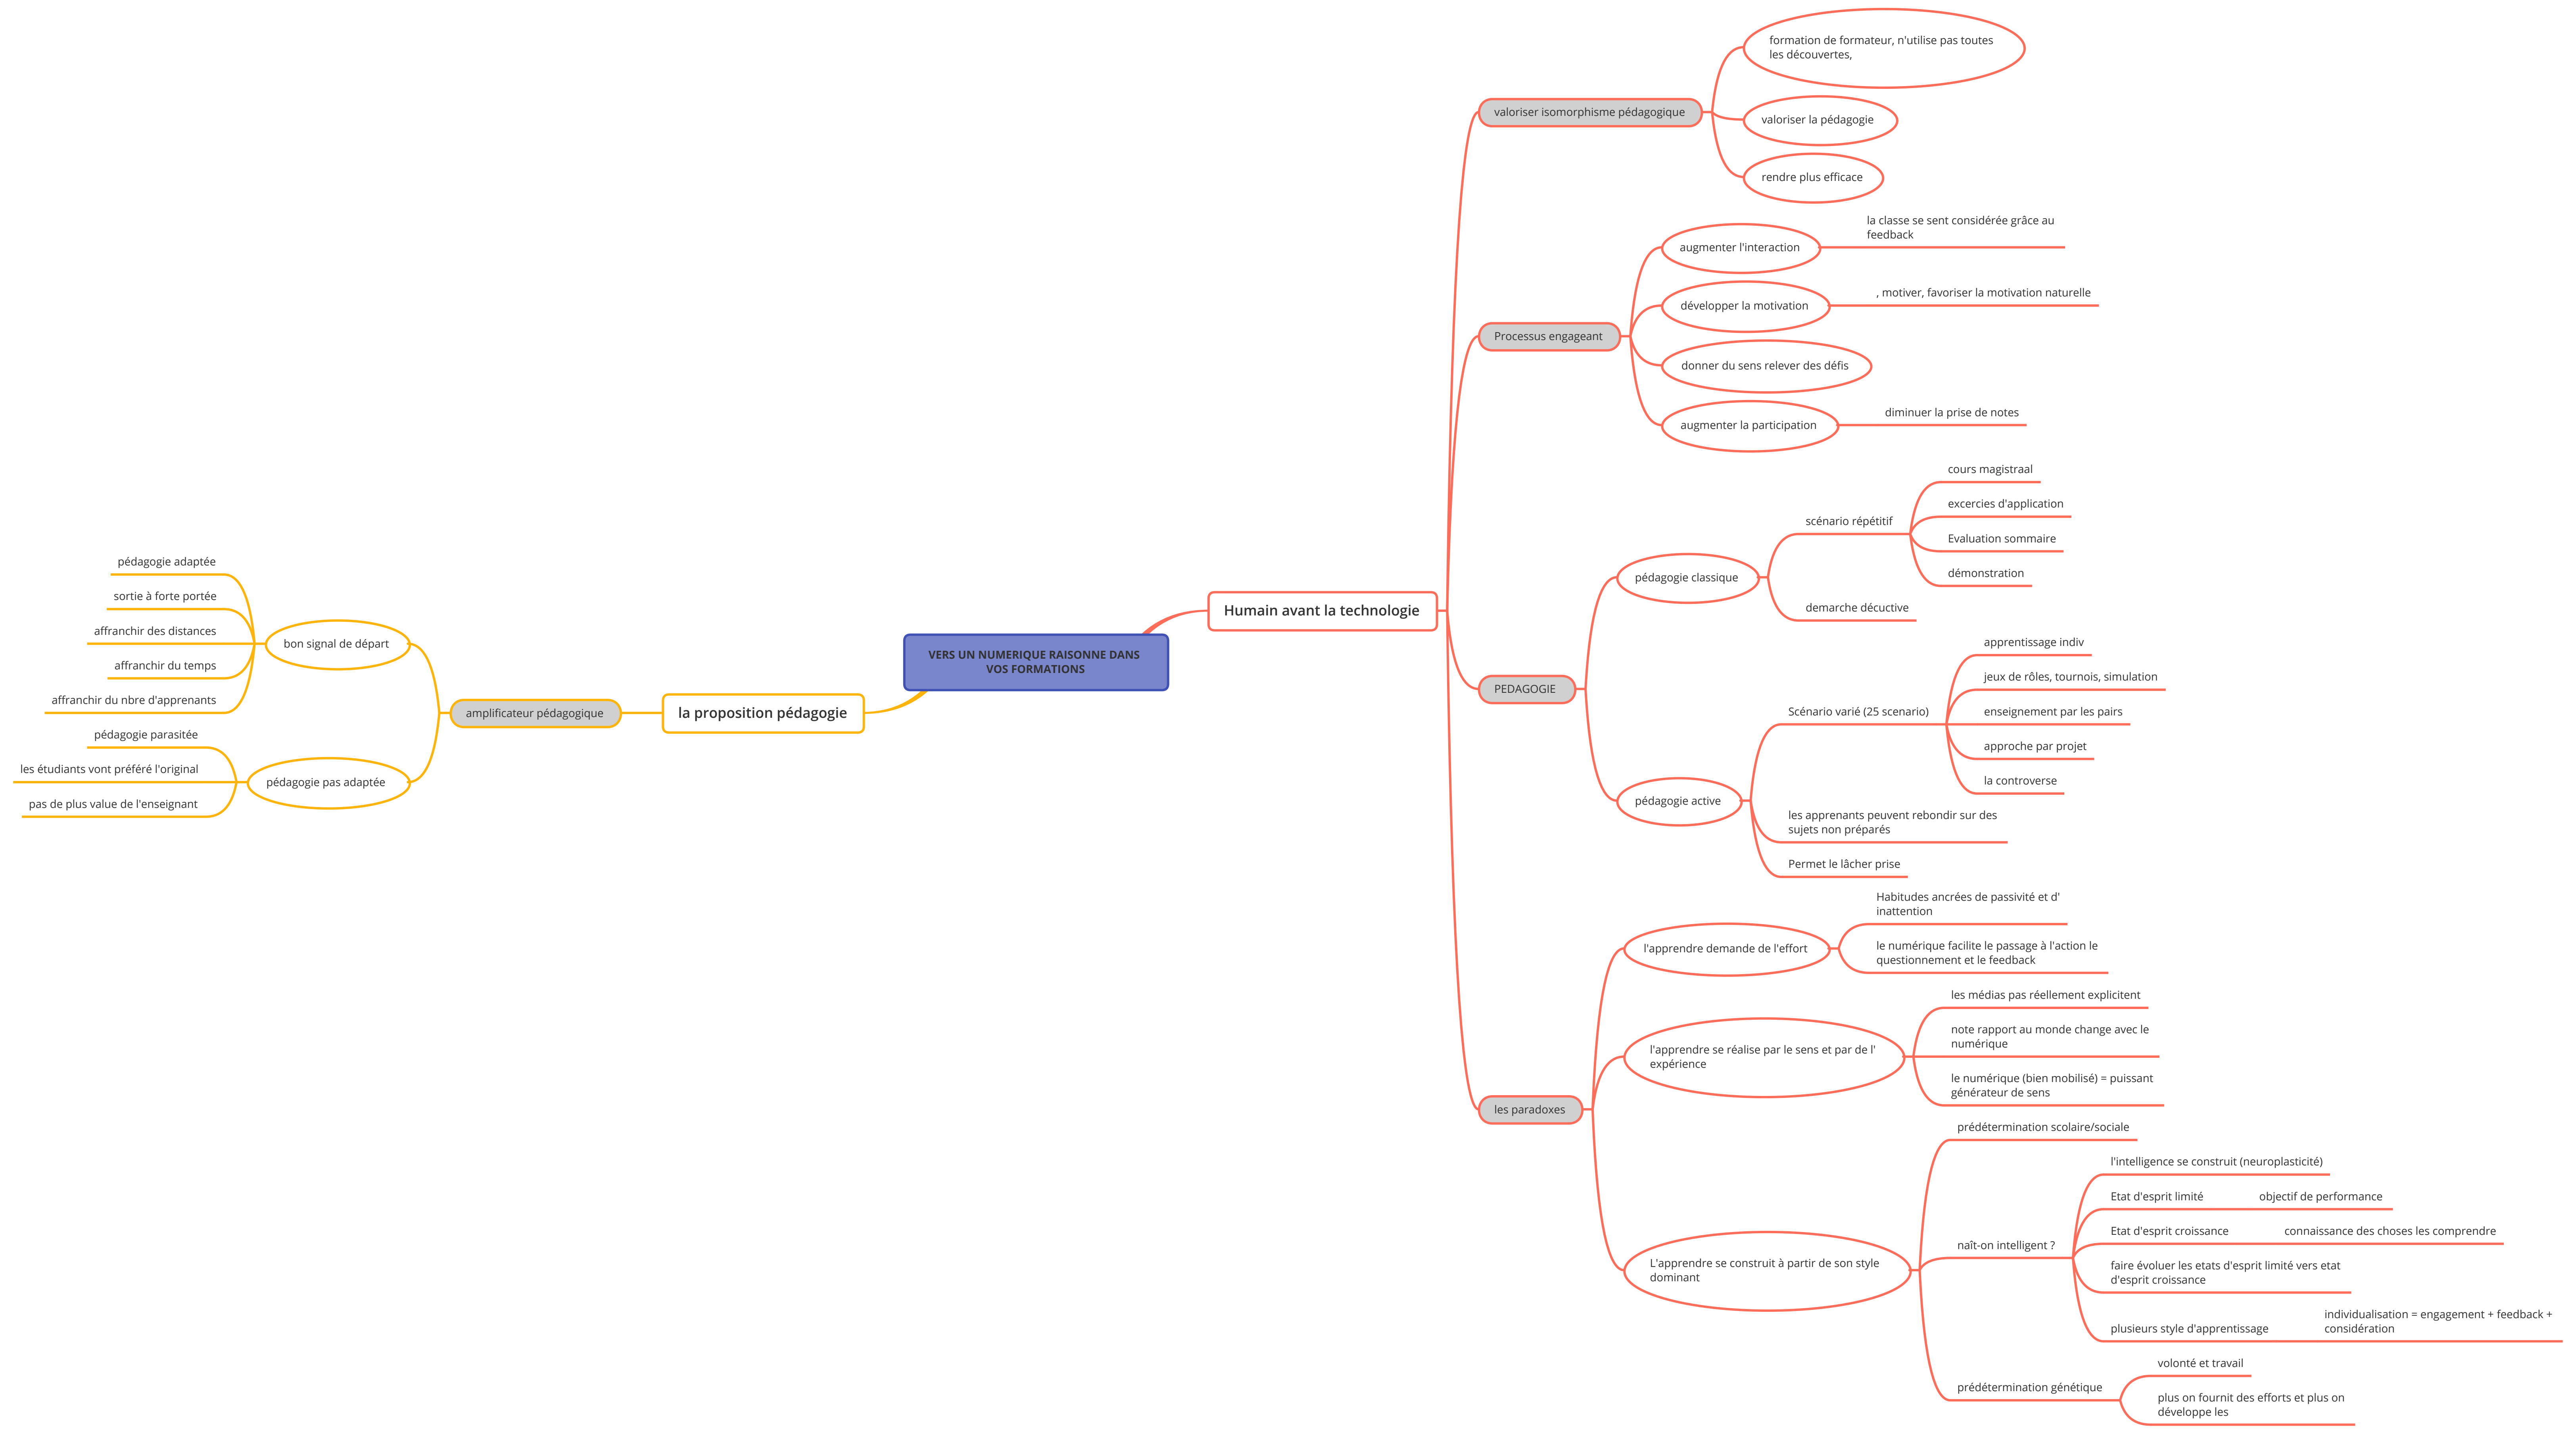 VERS UN NUMERIQUE RAISONNE DANS
VOS FORMATIONS
Humain avant la technologie
valoriser isomorphisme pédagogique
formation de formateur, n'utilise pas toutes
les découvertes,
valoriser la pédagogie
rendre plus efficace
Processus engageant
augmenter l'interaction
la classe se sent considérée grâce au
feedback
développer la motivation
, motiver, favoriser la motivation naturelle
donner du sens relever des défis
augmenter la participation
diminuer la prise de notes
PEDAGOGIE
pédagogie classique
scénario répétitif
cours magistraal
excercies d'application
Evaluation sommaire
démonstration
demarche décuctive
pédagogie active
Scénario varié (25 scenario)
apprentissage indiv
jeux de rôles, tournois, simulation
enseignement par les pairs
approche par projet
la controverse
les apprenants peuvent rebondir sur des
sujets non préparés
Permet le lâcher prise
les paradoxes
l'apprendre demande de l'effort
Habitudes ancrées de passivité et d'
inattention
le numérique facilite le passage à l'action le
questionnement et le feedback
l'apprendre se réalise par le sens et par de l'
expérience
les médias pas réellement explicitent
note rapport au monde change avec le
numérique
le numérique (bien mobilisé) = puissant
générateur de sens
L'apprendre se construit à partir de son style
dominant
prédétermination scolaire/sociale
naît-on intelligent ?
l'intelligence se construit (neuroplasticité)
Etat d'esprit limité
objectif de performance
Etat d'esprit croissance
connaissance des choses les comprendre
faire évoluer les etats d'esprit limité vers etat
d'esprit croissance
plusieurs style d'apprentissage
individualisation = engagement + feedback +
considération
prédétermination génétique
volonté et travail
plus on fournit des efforts et plus on
développe les
la proposition pédagogie
amplificateur pédagogique
bon signal de départ
pédagogie adaptée
sortie à forte portée
affranchir des distances
affranchir du temps
affranchir du nbre d'apprenants
pédagogie pas adaptée
pédagogie parasitée
les étudiants vont préféré l'original
pas de plus value de l'enseignant